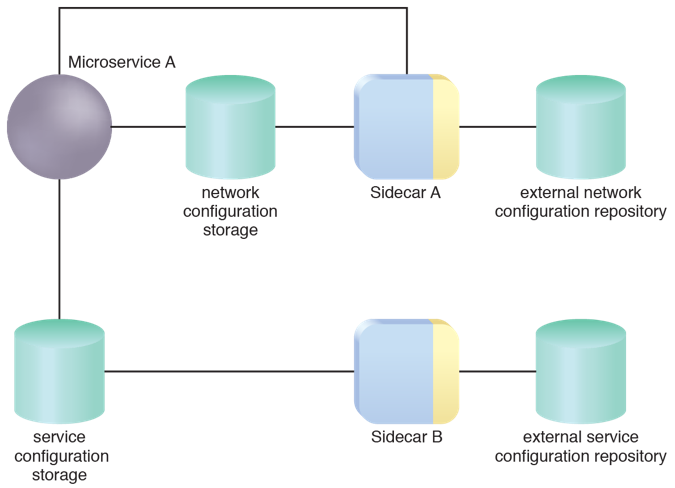 Microservice A
network
configuration
storage
Sidecar A
external network
configuration repository
service
configuration
storage
Sidecar B
external service
configuration repository